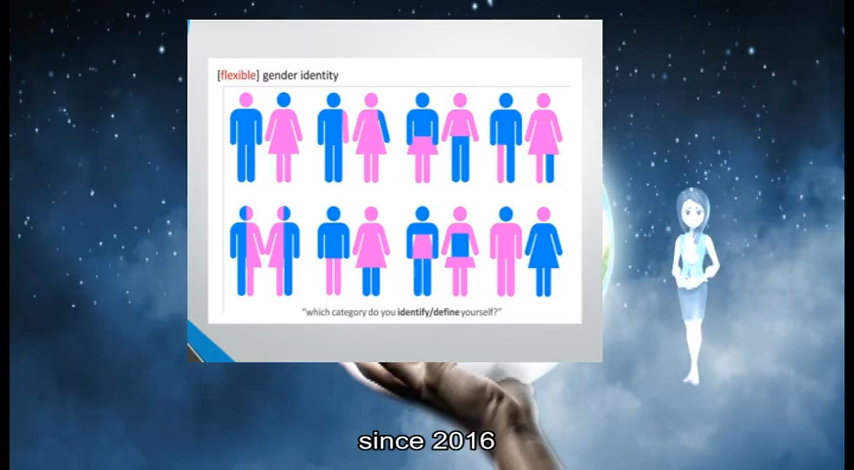 [flexible] gender identity
"which category do you identify/define yourself?"
since 2016